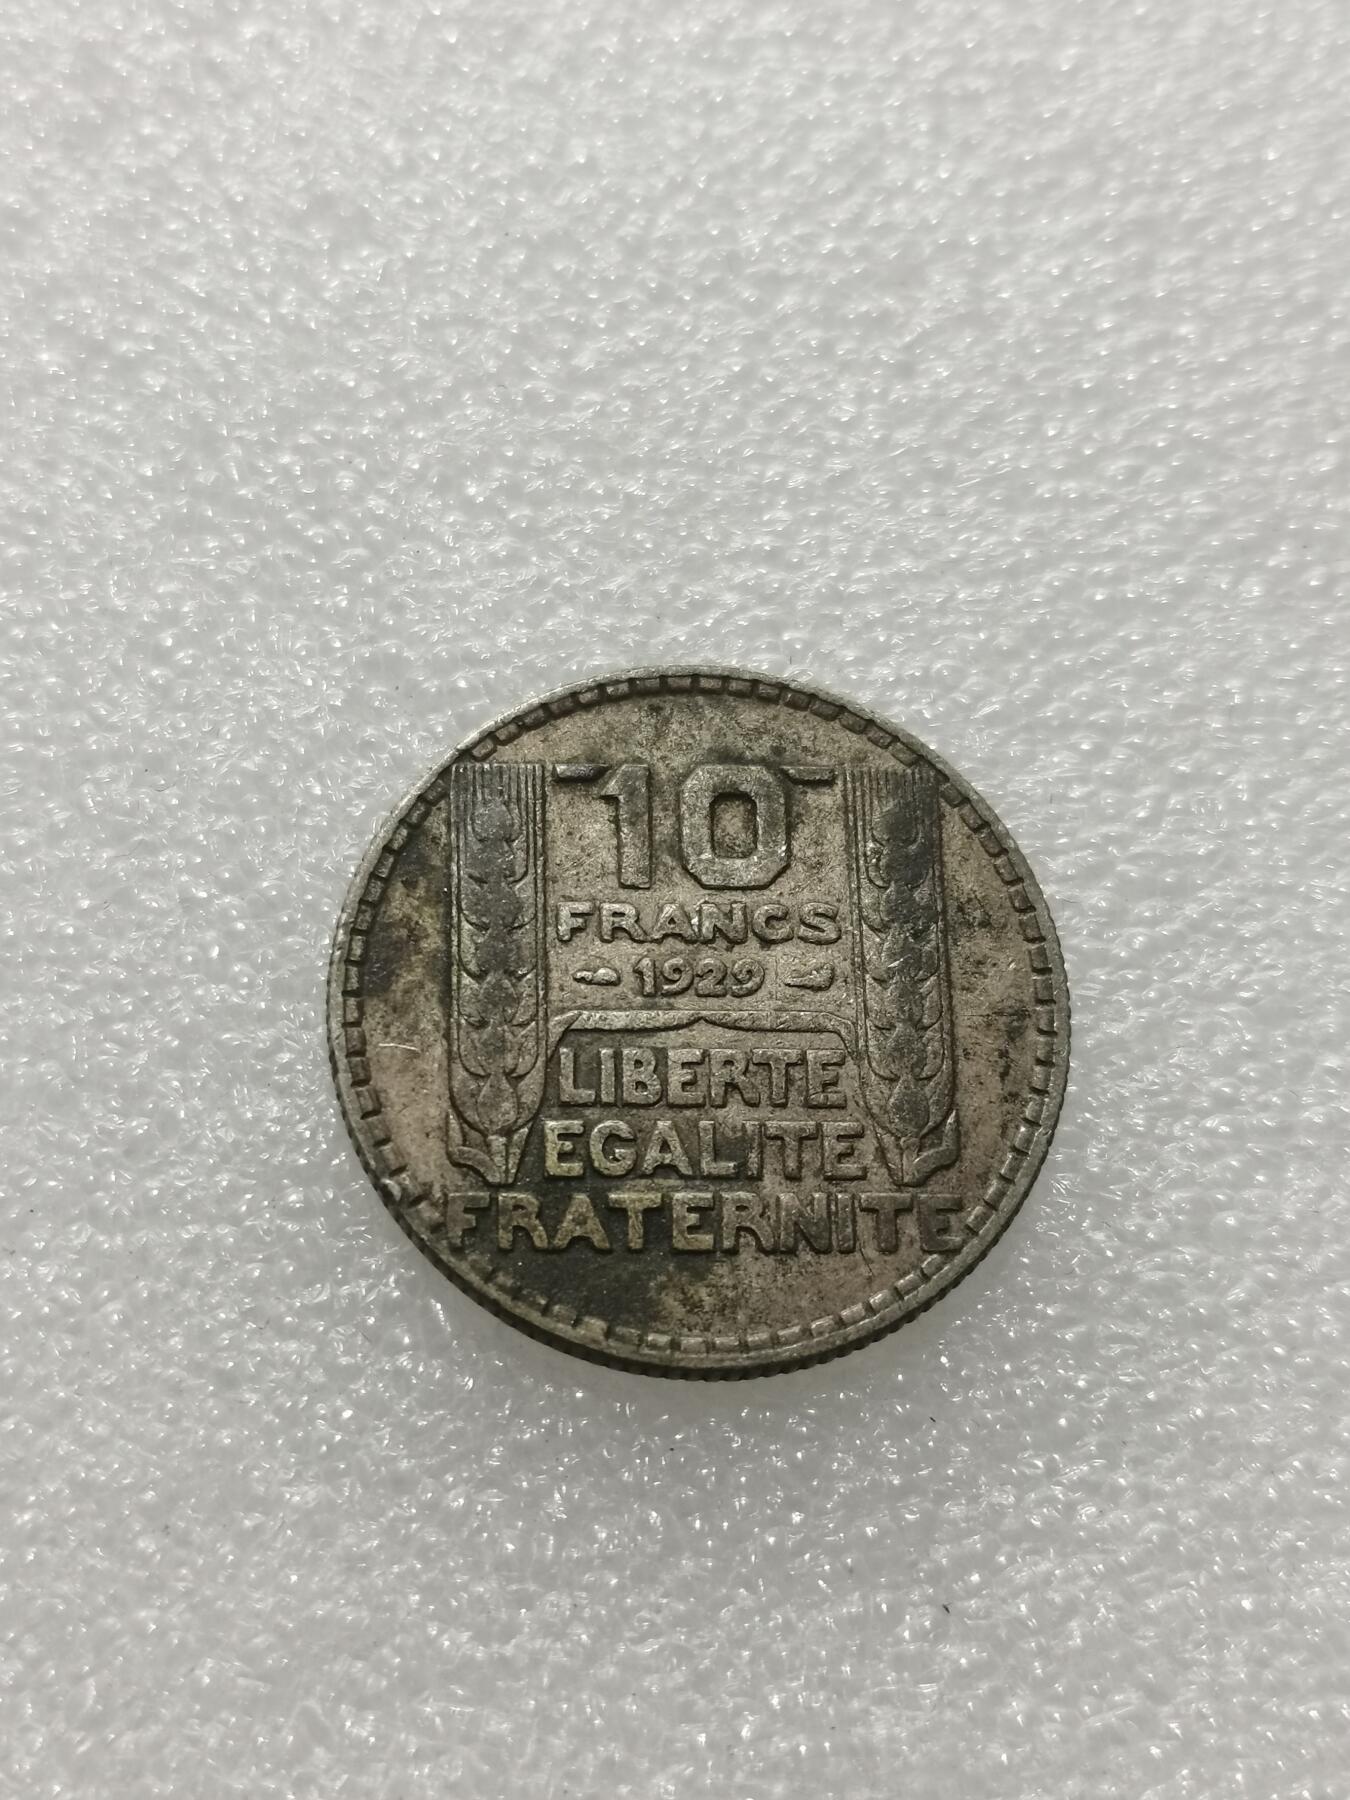 10
FRANCS
1929
LIBERTE
EGALITE
FRATERNITE